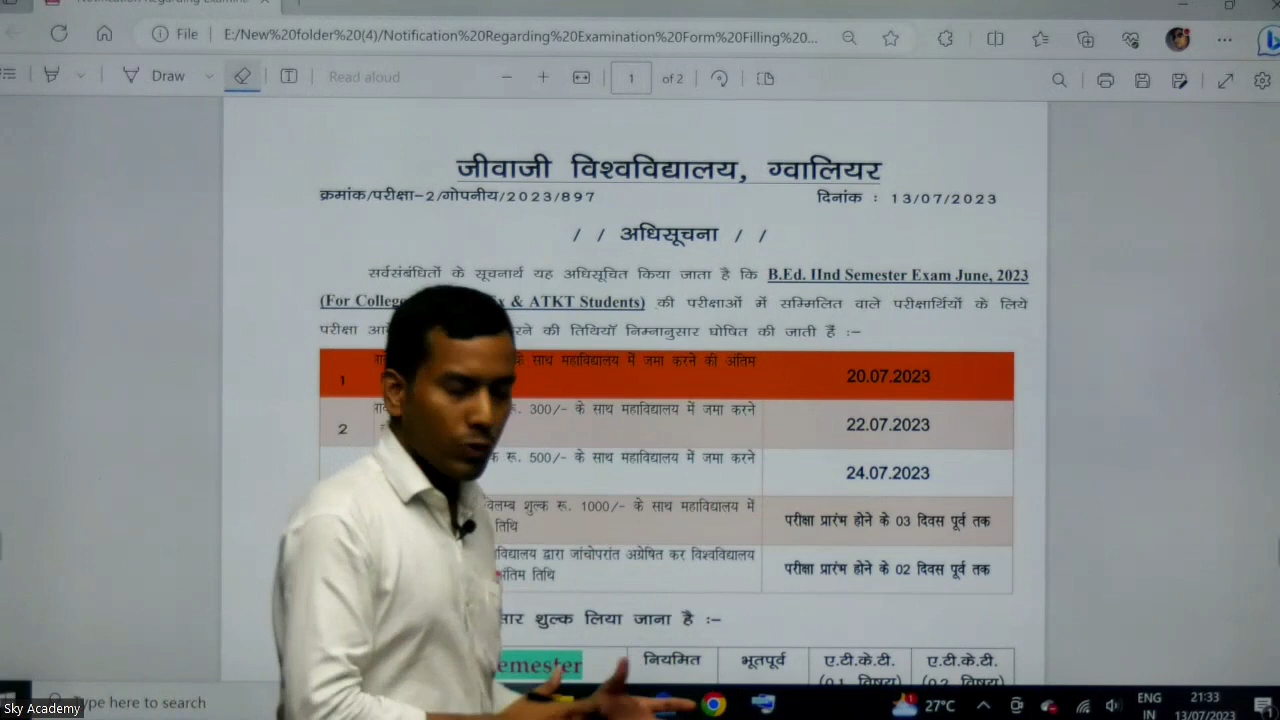 File
E:/New%20folder%20(4)/Notification%20Regarding%20Examination%20Form%20Filling%20...
Draw
Read aloud
1 of 2
जीवाजी विश्वविद्यालय, ग्वालियर
क्रमांक/परीक्षा-2/गोपनीय/2023/897 दिनांक : 13/07/2023
/ / अधिसूचना / /
सर्वसंबंधितों के सूचनार्थ यह अधिसूचित किया जाता है कि B.Ed. IInd Semester Exam June, 2023
(For & ATKT Students) की परीक्षाओं में सम्मिलित वाले परीक्षार्थियों के लिये
परीक्षा की तिथियॉ निम्नानुसार घोषित की जाती हैं :-
1 के साथ महाविद्यालय में जमा करने की अंतिम 20.07.2023
2 300/- के साथ महाविद्यालय में जमा करने 22.07.2023
रू. 500/- के साथ महाविद्यालय में जमा करने 24.07.2023
शुल्क रू. 1000/- के साथ महाविद्यालय में
तिथि परीक्षा प्रारंभ होने के 03 दिवस पूर्व तक
द्वारा जांचोपरांत अग्रेषित कर विश्वविद्यालय
तिथि परीक्षा प्रारंभ होने के 02 दिवस पूर्व तक
शुल्क लिया जाना है :-
नियमित भूतपूर्व ए.टी.के.टी. ए.टी.के.टी.
Type here to search
27°C
ENG
IN
21:33
13/07/2023
Sky Academy